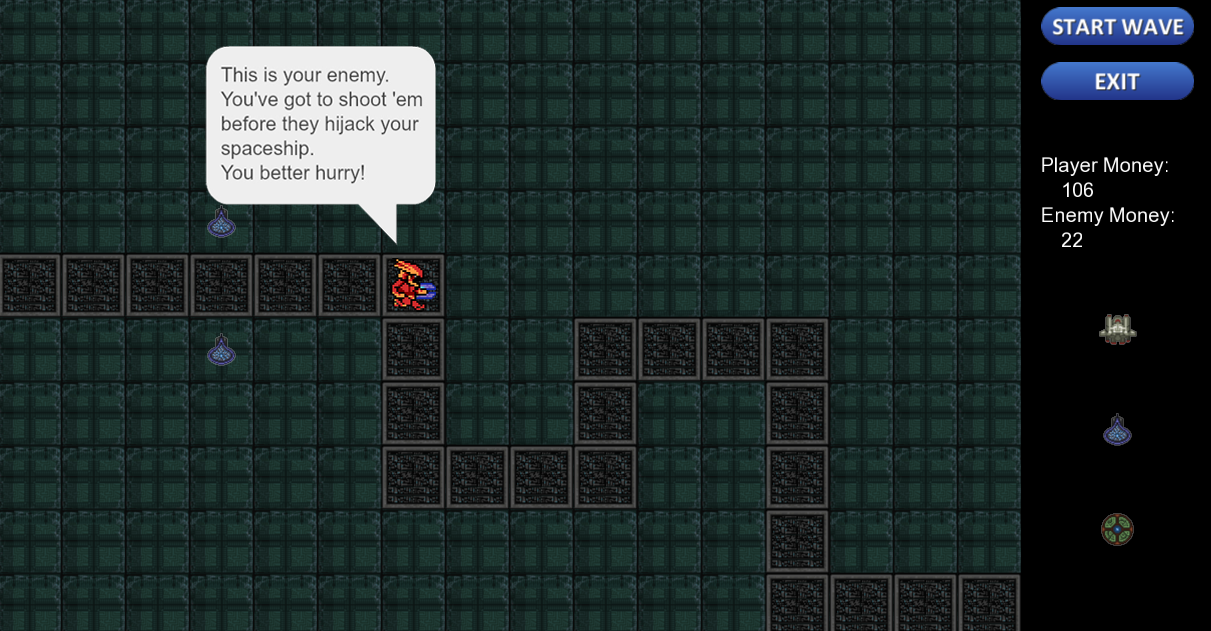 START WAVE
EXIT
This is your enemy.
You've got to shoot 'em
before they hijack your
spaceship.
You better hurry!
Player Money:
106
Enemy Money:
22